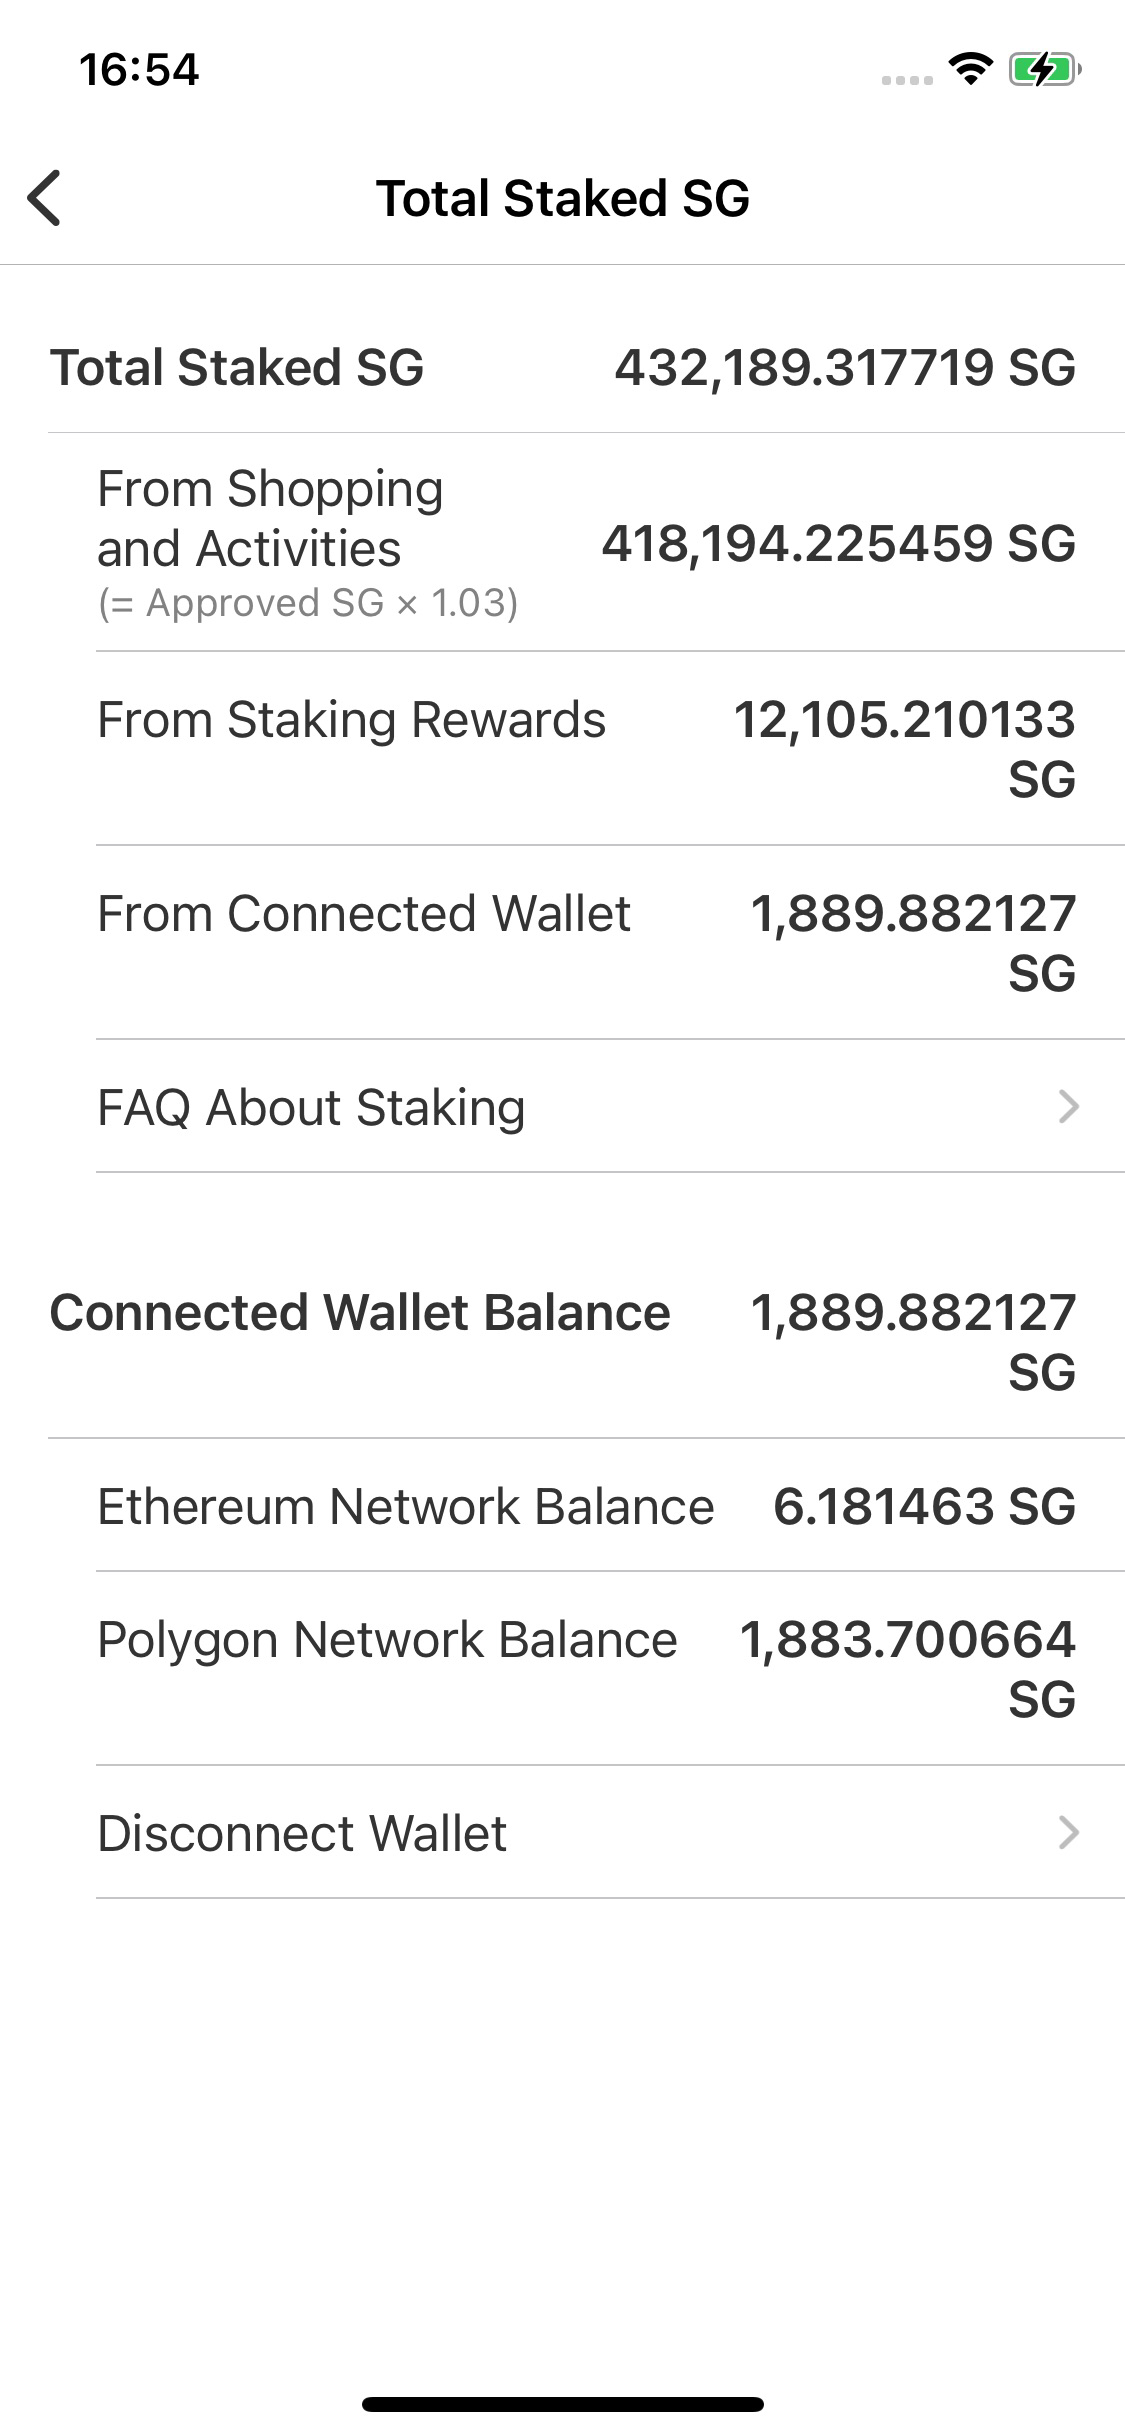 16:54
Total Staked SG
Total Staked SG 432,189.317719 SG
From Shopping
and Activities 418,194.225459 SG
(= Approved SG × 1.03)
From Staking Rewards 12,105.210133
SG
From Connected Wallet 1,889.882127
SG
FAQ About Staking
Connected Wallet Balance 1,889.882127
SG
Ethereum Network Balance 6.181463 SG
Polygon Network Balance 1,883.700664
SG
Disconnect Wallet